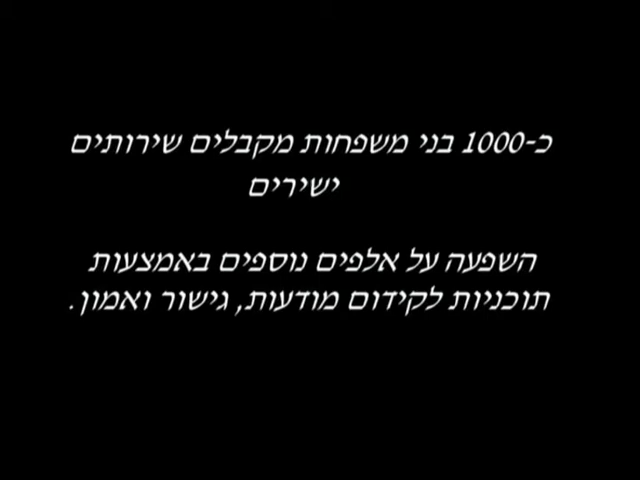 כ-1000 בני משפחות מקבלים שירותים
ישירים
השפעה על אלפים נוספים באמצעות
תוכניות לקידום מודעות, גישור ואמון.